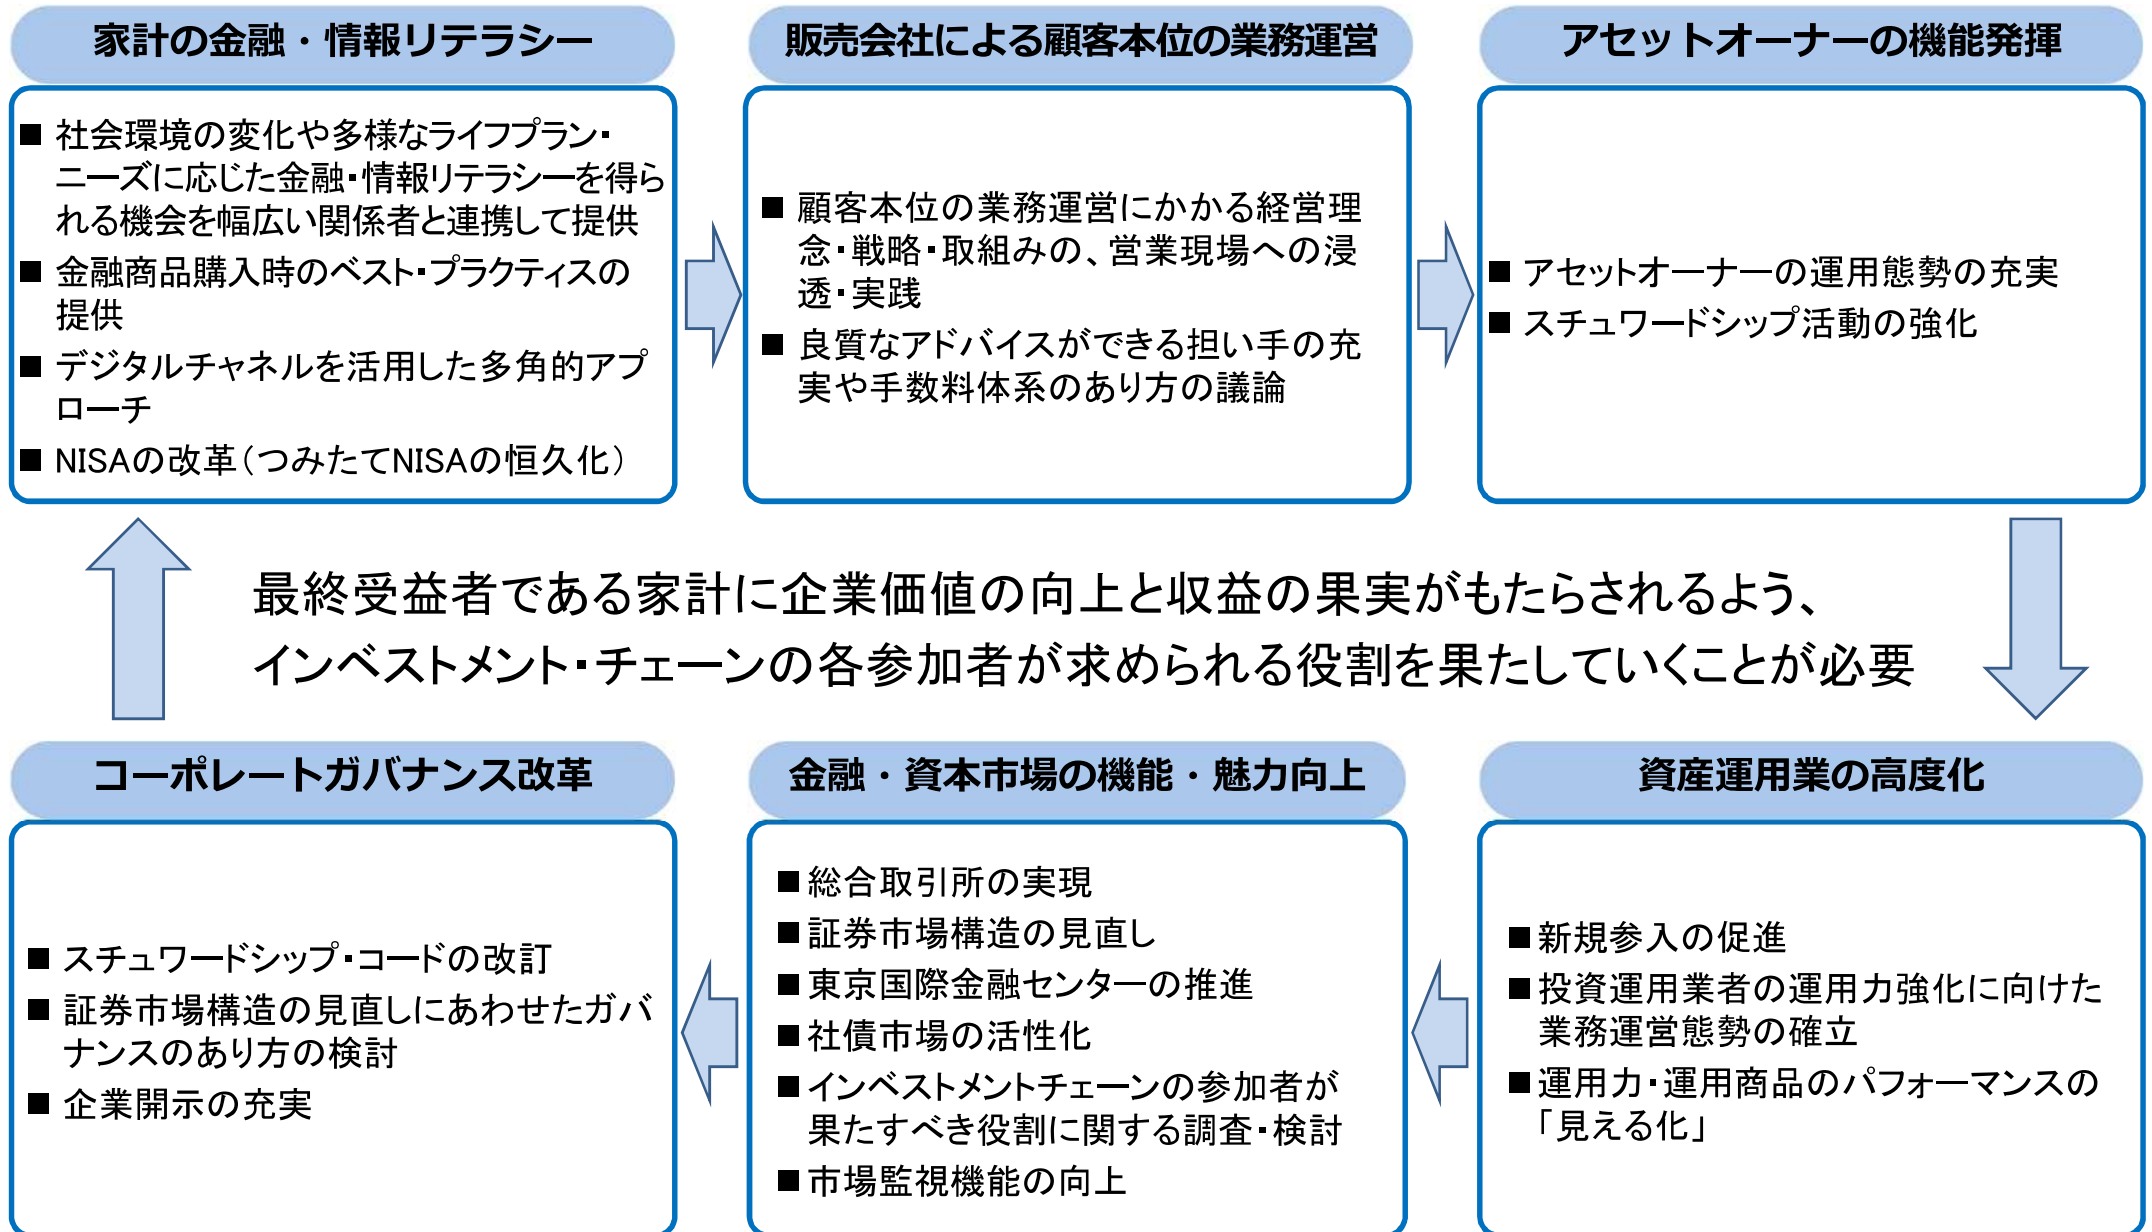 家計の金融・情報リテラシー
■ 社会環境の変化や多様なライフプラン・
ニーズに応じた金融・情報リテラシーを得ら
れる機会を幅広い関係者と連携して提供
■ 金融商品購入時のベスト・プラクティスの
提供
■ デジタルチャネルを活用した多角的アプ
ローチ
■ NISAの改革（つみたてNISAの恒久化）
販売会社による顧客本位の業務運営
■ 顧客本位の業務運営にかかる経営理
念・戦略・取組みの、営業現場への浸
透・実践
■ 良質なアドバイスができる担い手の充
実や手数料体系のあり方の議論
アセットオーナーの機能発揮
■ アセットオーナーの運用態勢の充実
■ スチュワードシップ活動の強化
最終受益者である家計に企業価値の向上と収益の果実がもたらされるよう、
インベストメント・チェーンの各参加者が求められる役割を果たしていくことが必要
コーポレートガバナンス改革
■ スチュワードシップ・コードの改訂
■ 証券市場構造の見直しにあわせたガバ
ナンスのあり方の検討
■ 企業開示の充実
金融・資本市場の機能・魅力向上
■ 総合取引所の実現
■ 証券市場構造の見直し
■ 東京国際金融センターの推進
■ 社債市場の活性化
■ インベストメントチェーンの参加者が
果たすべき役割に関する調査・検討
■ 市場監視機能の向上
資産運用業の高度化
■ 新規参入の促進
■ 投資運用業者の運用力強化に向けた
業務運営態勢の確立
■ 運用力・運用商品のパフォーマンスの
「見える化」